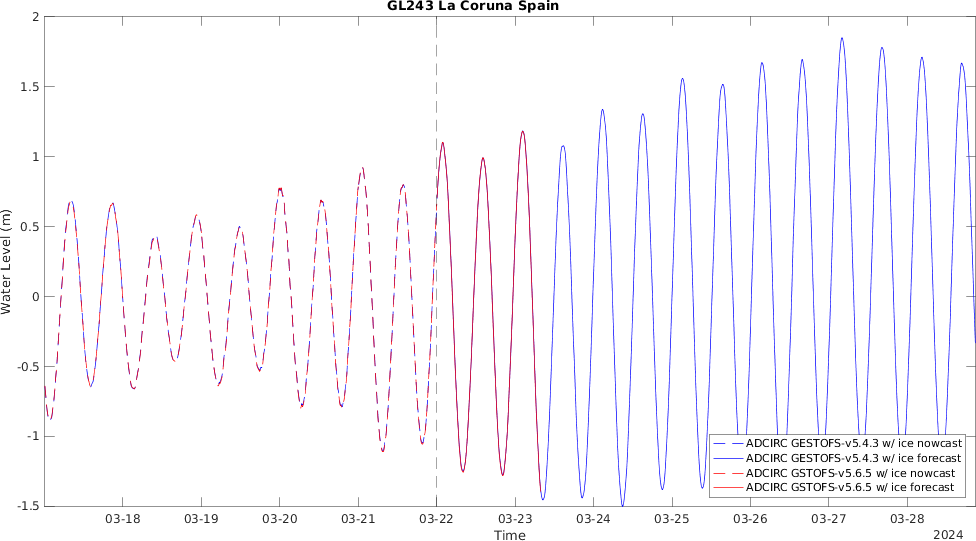 GL243 La Coruna Spain
2
1.5
1
0.5
0
-0.5
-1
-1.5
Water Level (m)
ADCIRC GESTOFS-v5.4.3 w/ ice nowcast
ADCIRC GESTOFS-v5.4.3 w/ ice forecast
ADCIRC GSTOFS-v5.6.5 w/ ice nowcast
ADCIRC GSTOFS-v5.6.5 w/ ice forecast
03-18 03-19 03-20 03-21 03-22 03-23 03-24 03-25 03-26 03-27 03-28
Time
2024